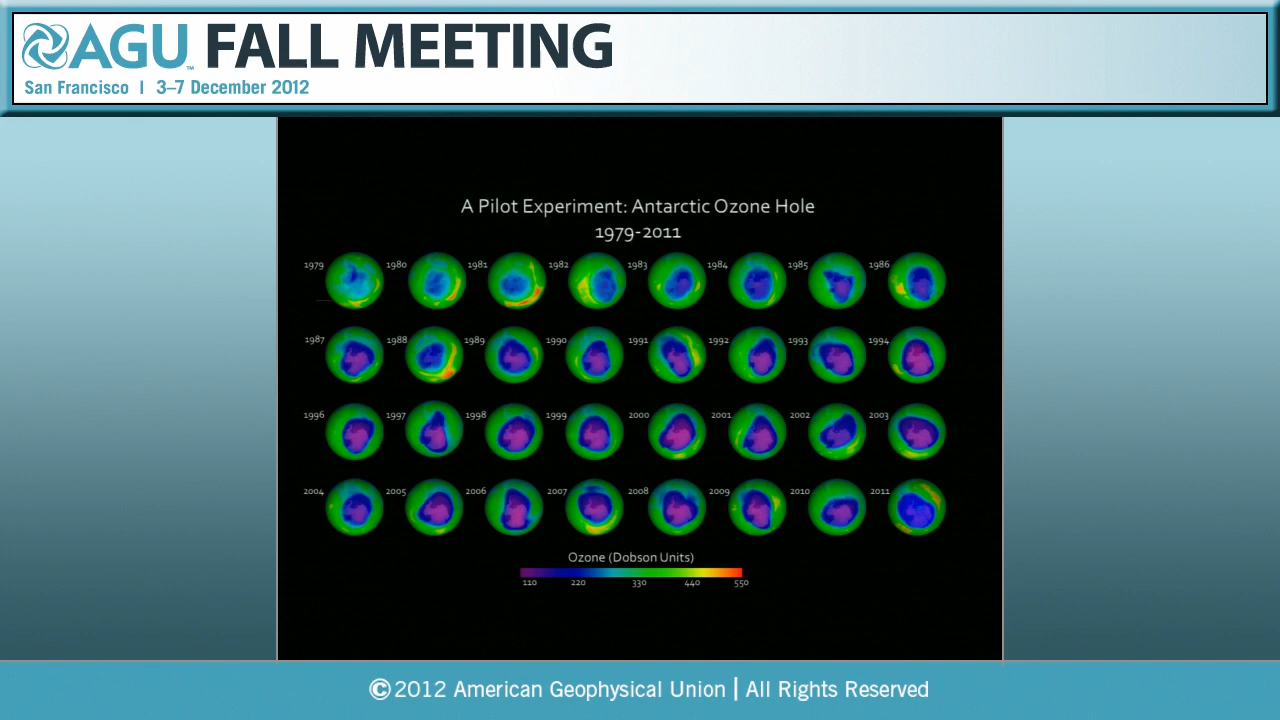 AGU™ FALL MEETING
San Francisco | 3–7 December 2012
A Pilot Experiment: Antarctic Ozone Hole
1979-2011
1979 1980 1981 1982 1983 1984 1985 1986
1987 1988 1989 1990 1991 1992 1993 1994
1996 1997 1998 1999 2000 2001 2002 2003
2004 2005 2006 2007 2008 2009 2010 2011
Ozone (Dobson Units)
110 220 330 440 550
©2012 American Geophysical Union | All Rights Reserved